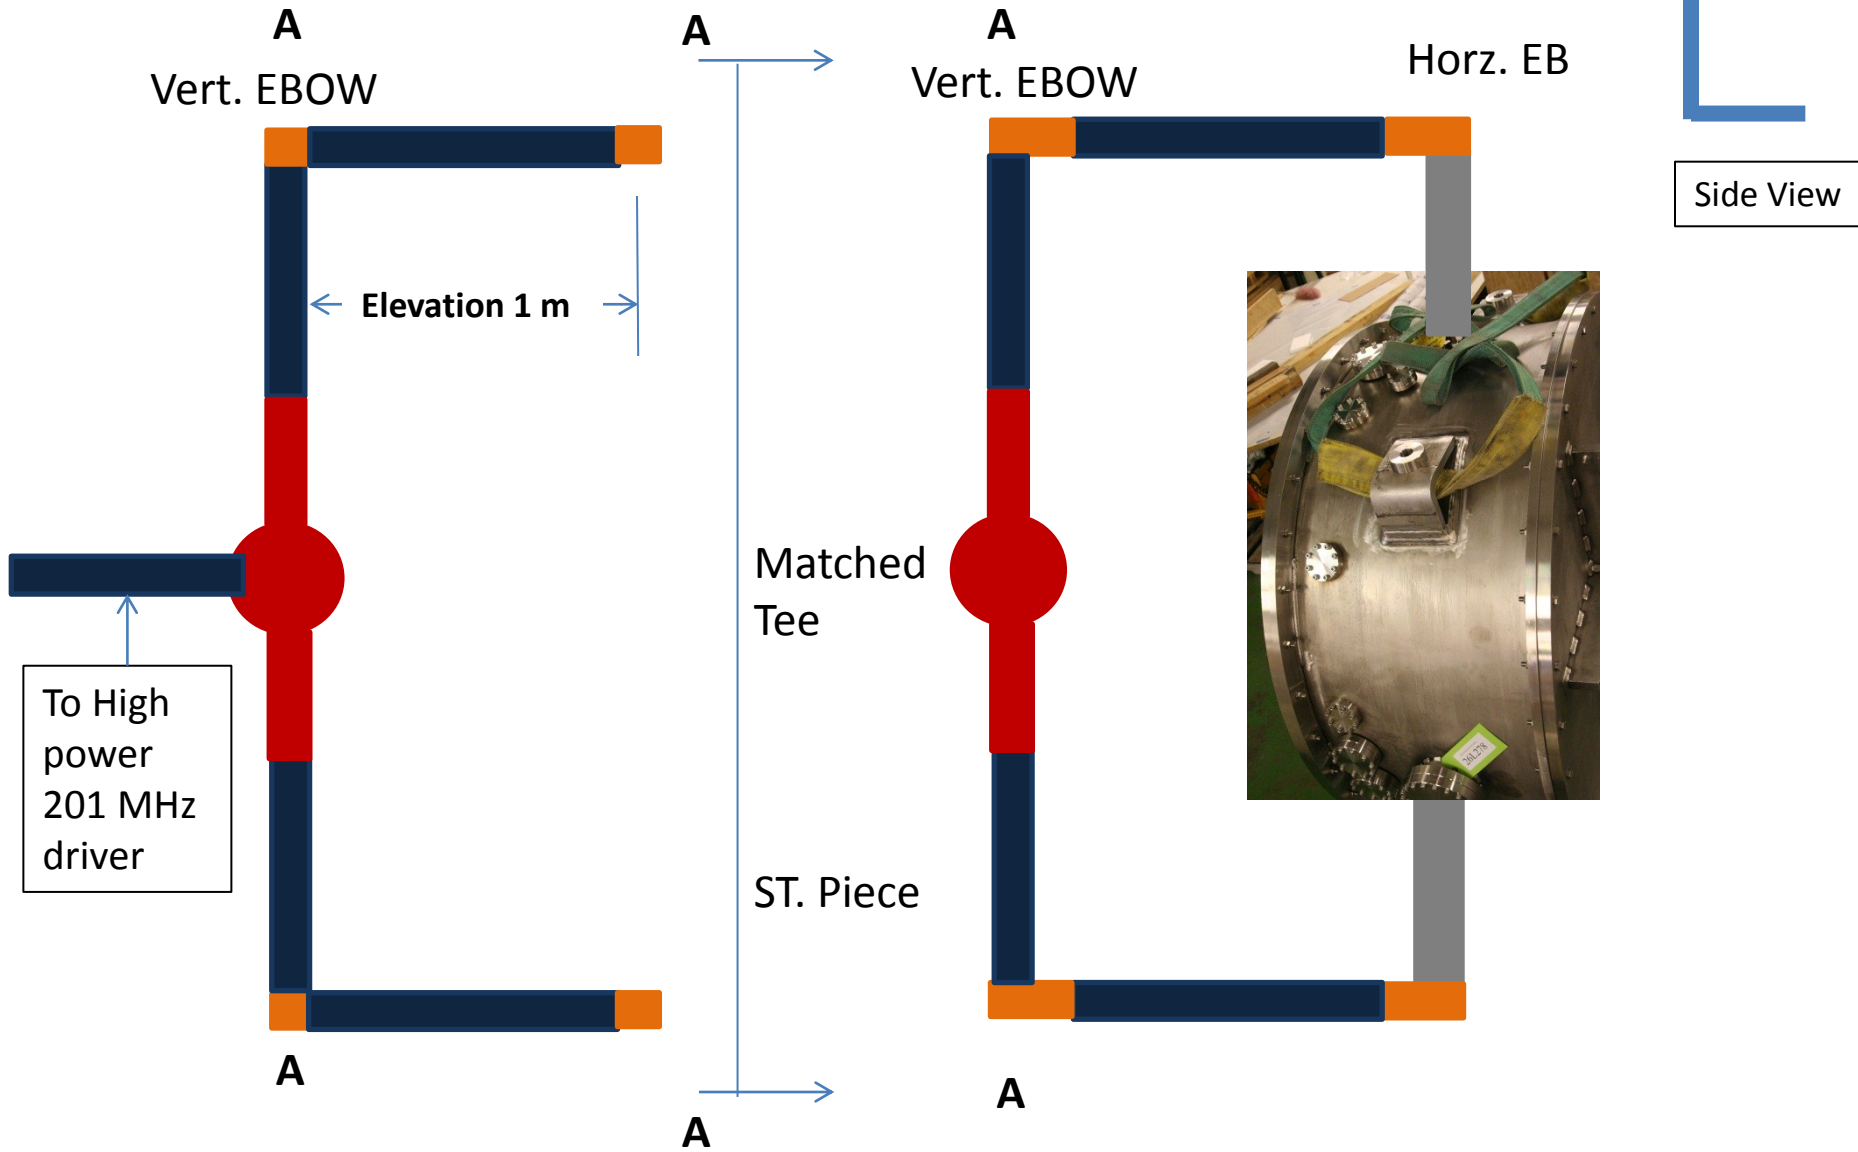 A
Vert. EBOW
Elevation 1 m
To High
power
201 MHz
driver
A
A
A
A
Vert. EBOW
Horz. EB
Matched
Tee
ST. Piece
A
Side View
26L278